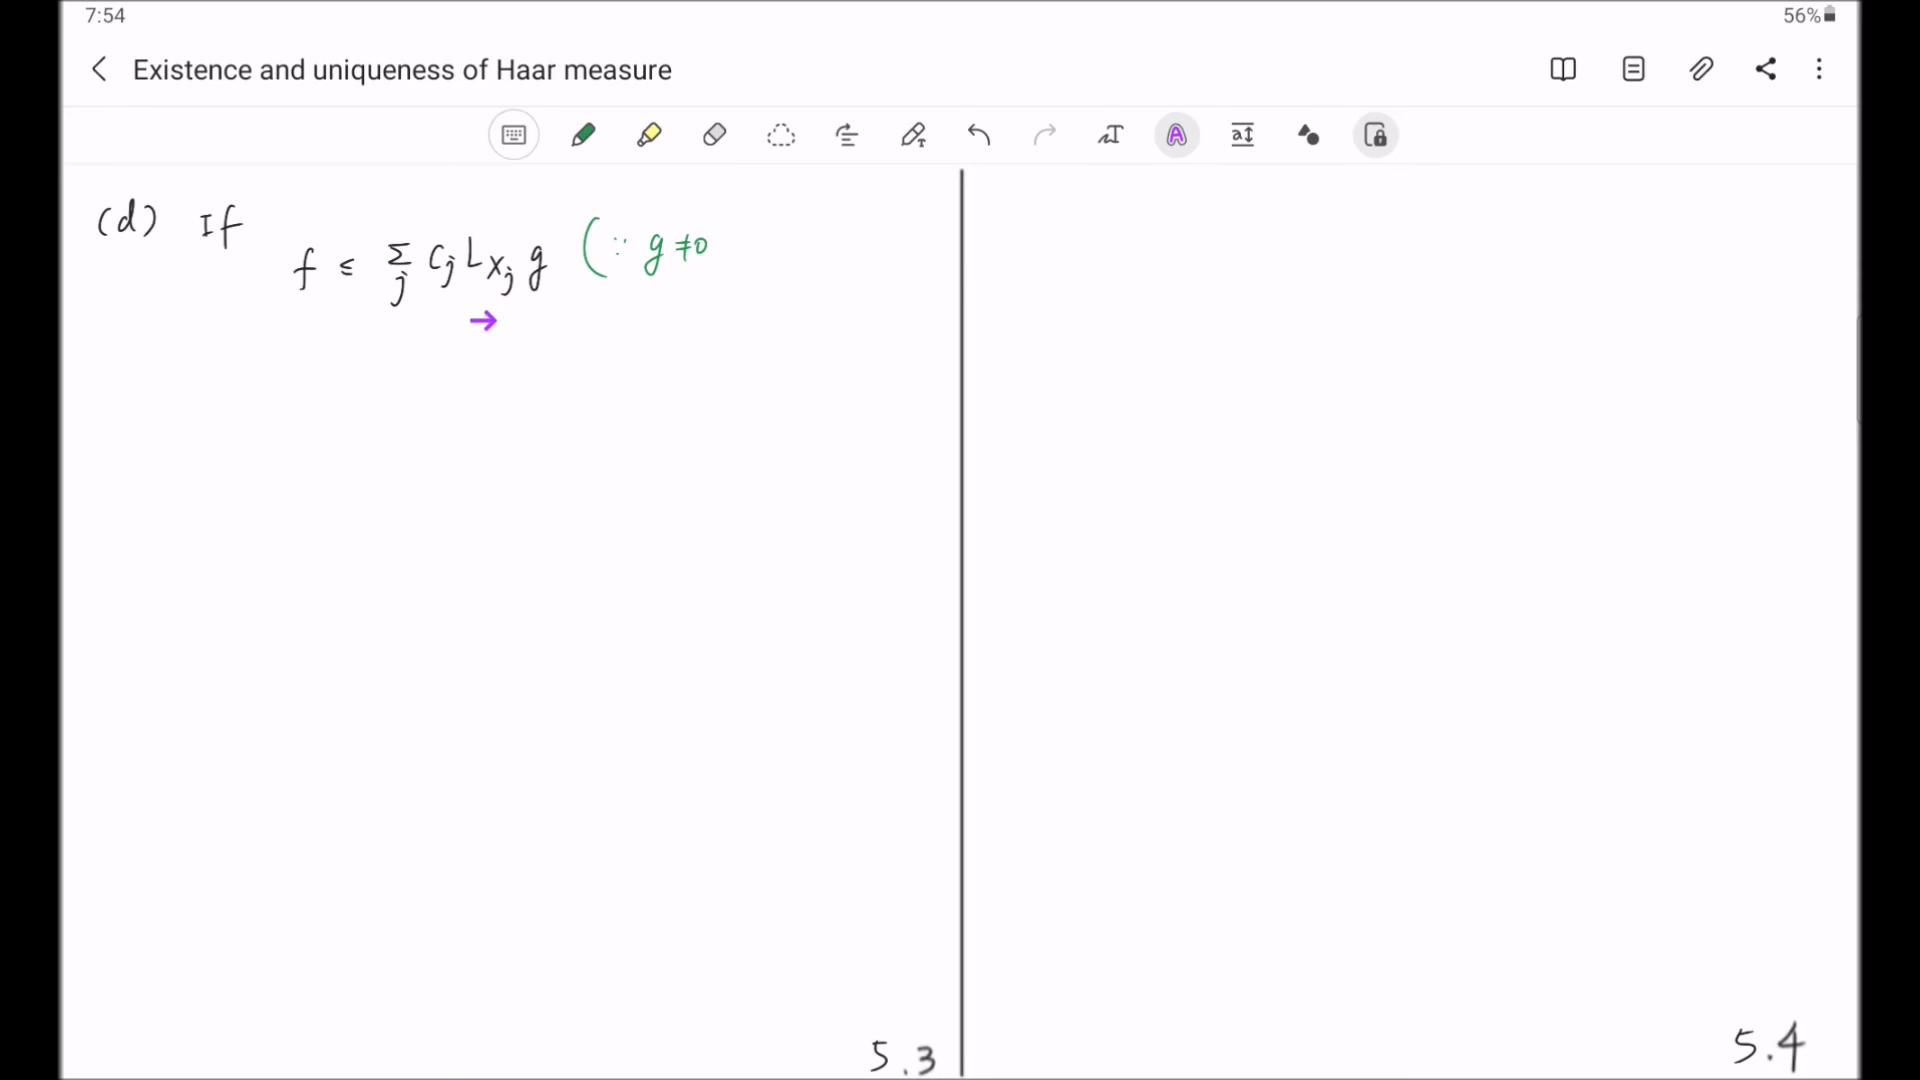 7:54
56%
Existence and uniqueness of Haar measure
(d) If
f ≤ Σ_j c_j L_{x_j} g (∵ g ≠ 0
→
5.3
5.4